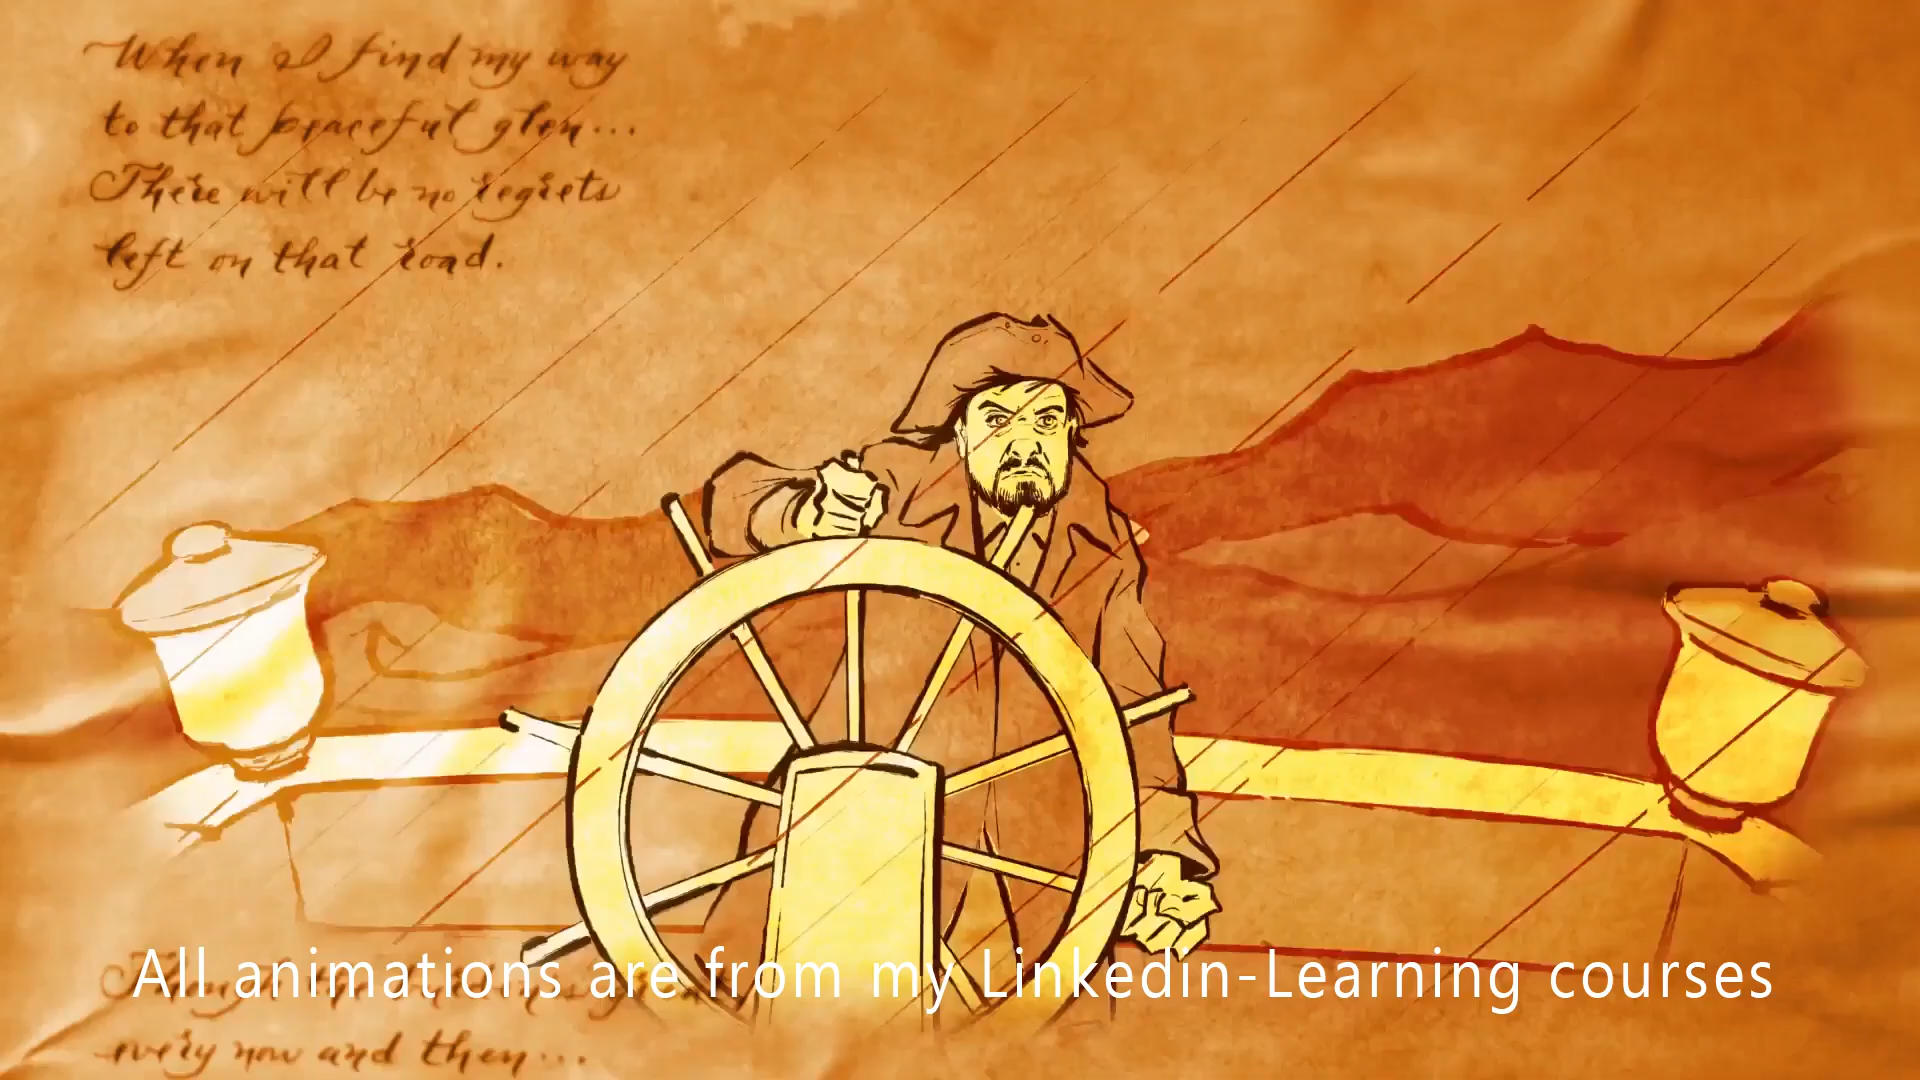 When I find my way
to that peaceful glen...
There will be no regrets
left on that road.
All animations are from my Linkedin-Learning courses
every now and then...